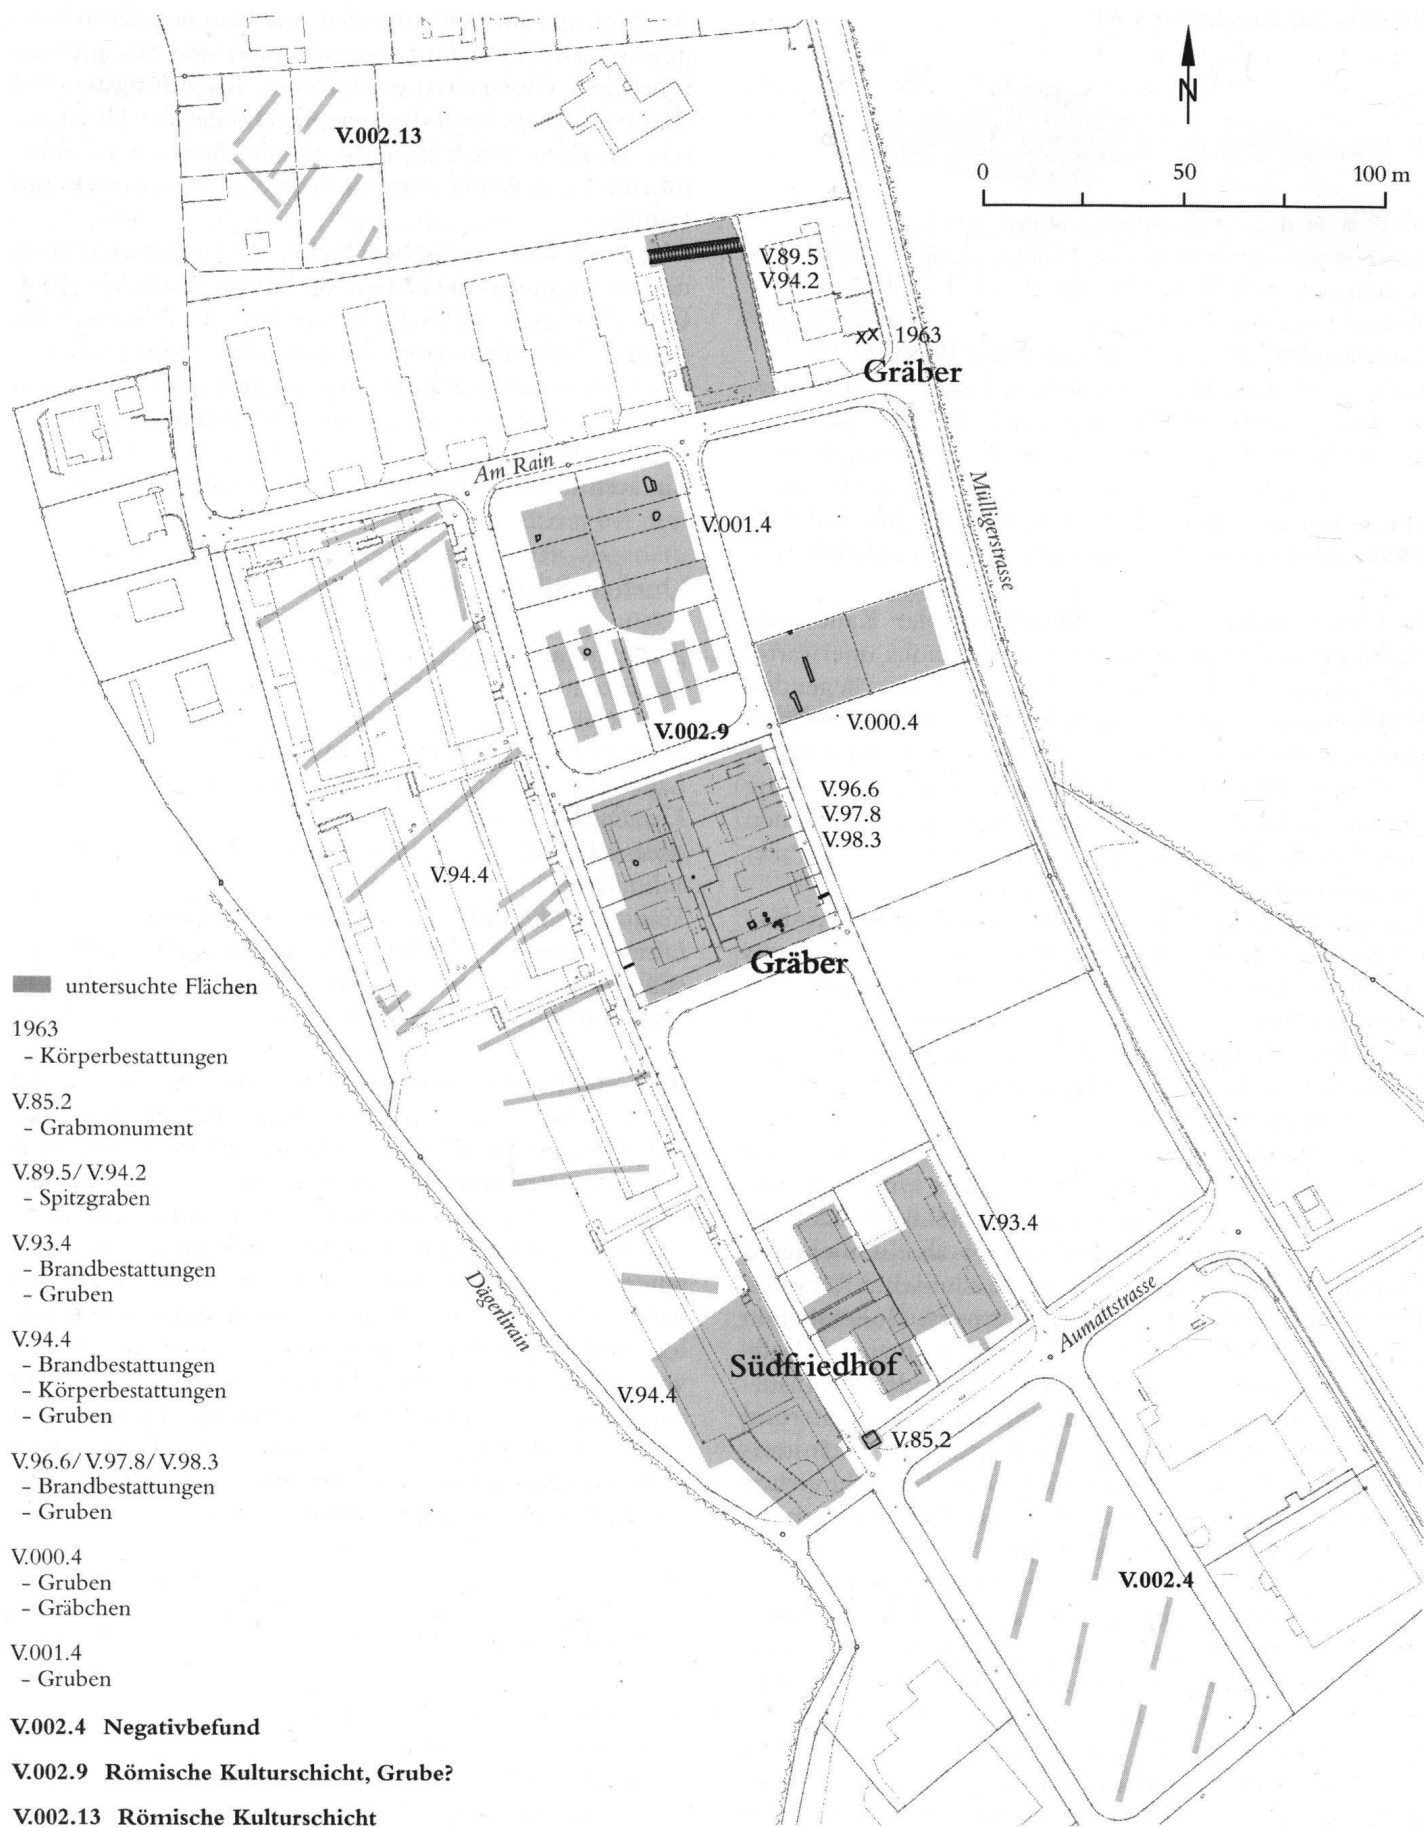 N
0 50 100 m
V.002.13
V.89.5
V.94.2
1963
Gräber
Am Rain
Mülligerstrasse
V.001.4
V.002.9
V.000.4
V.96.6
V.97.8
V.98.3
V.94.4
Gräber
V.93.4
Dägerlirain
Aumattstrasse
Südfriedhof
V.94.4
V.85.2
V.002.4
untersuchte Flächen
1963
- Körperbestattungen
V.85.2
- Grabmonument
V.89.5/V.94.2
- Spitzgraben
V.93.4
- Brandbestattungen
- Gruben
V.94.4
- Brandbestattungen
- Körperbestattungen
- Gruben
V.96.6/V.97.8/V.98.3
- Brandbestattungen
- Gruben
V.000.4
- Gruben
- Gräbchen
V.001.4
- Gruben
V.002.4 Negativbefund
V.002.9 Römische Kulturschicht, Grube?
V.002.13 Römische Kulturschicht